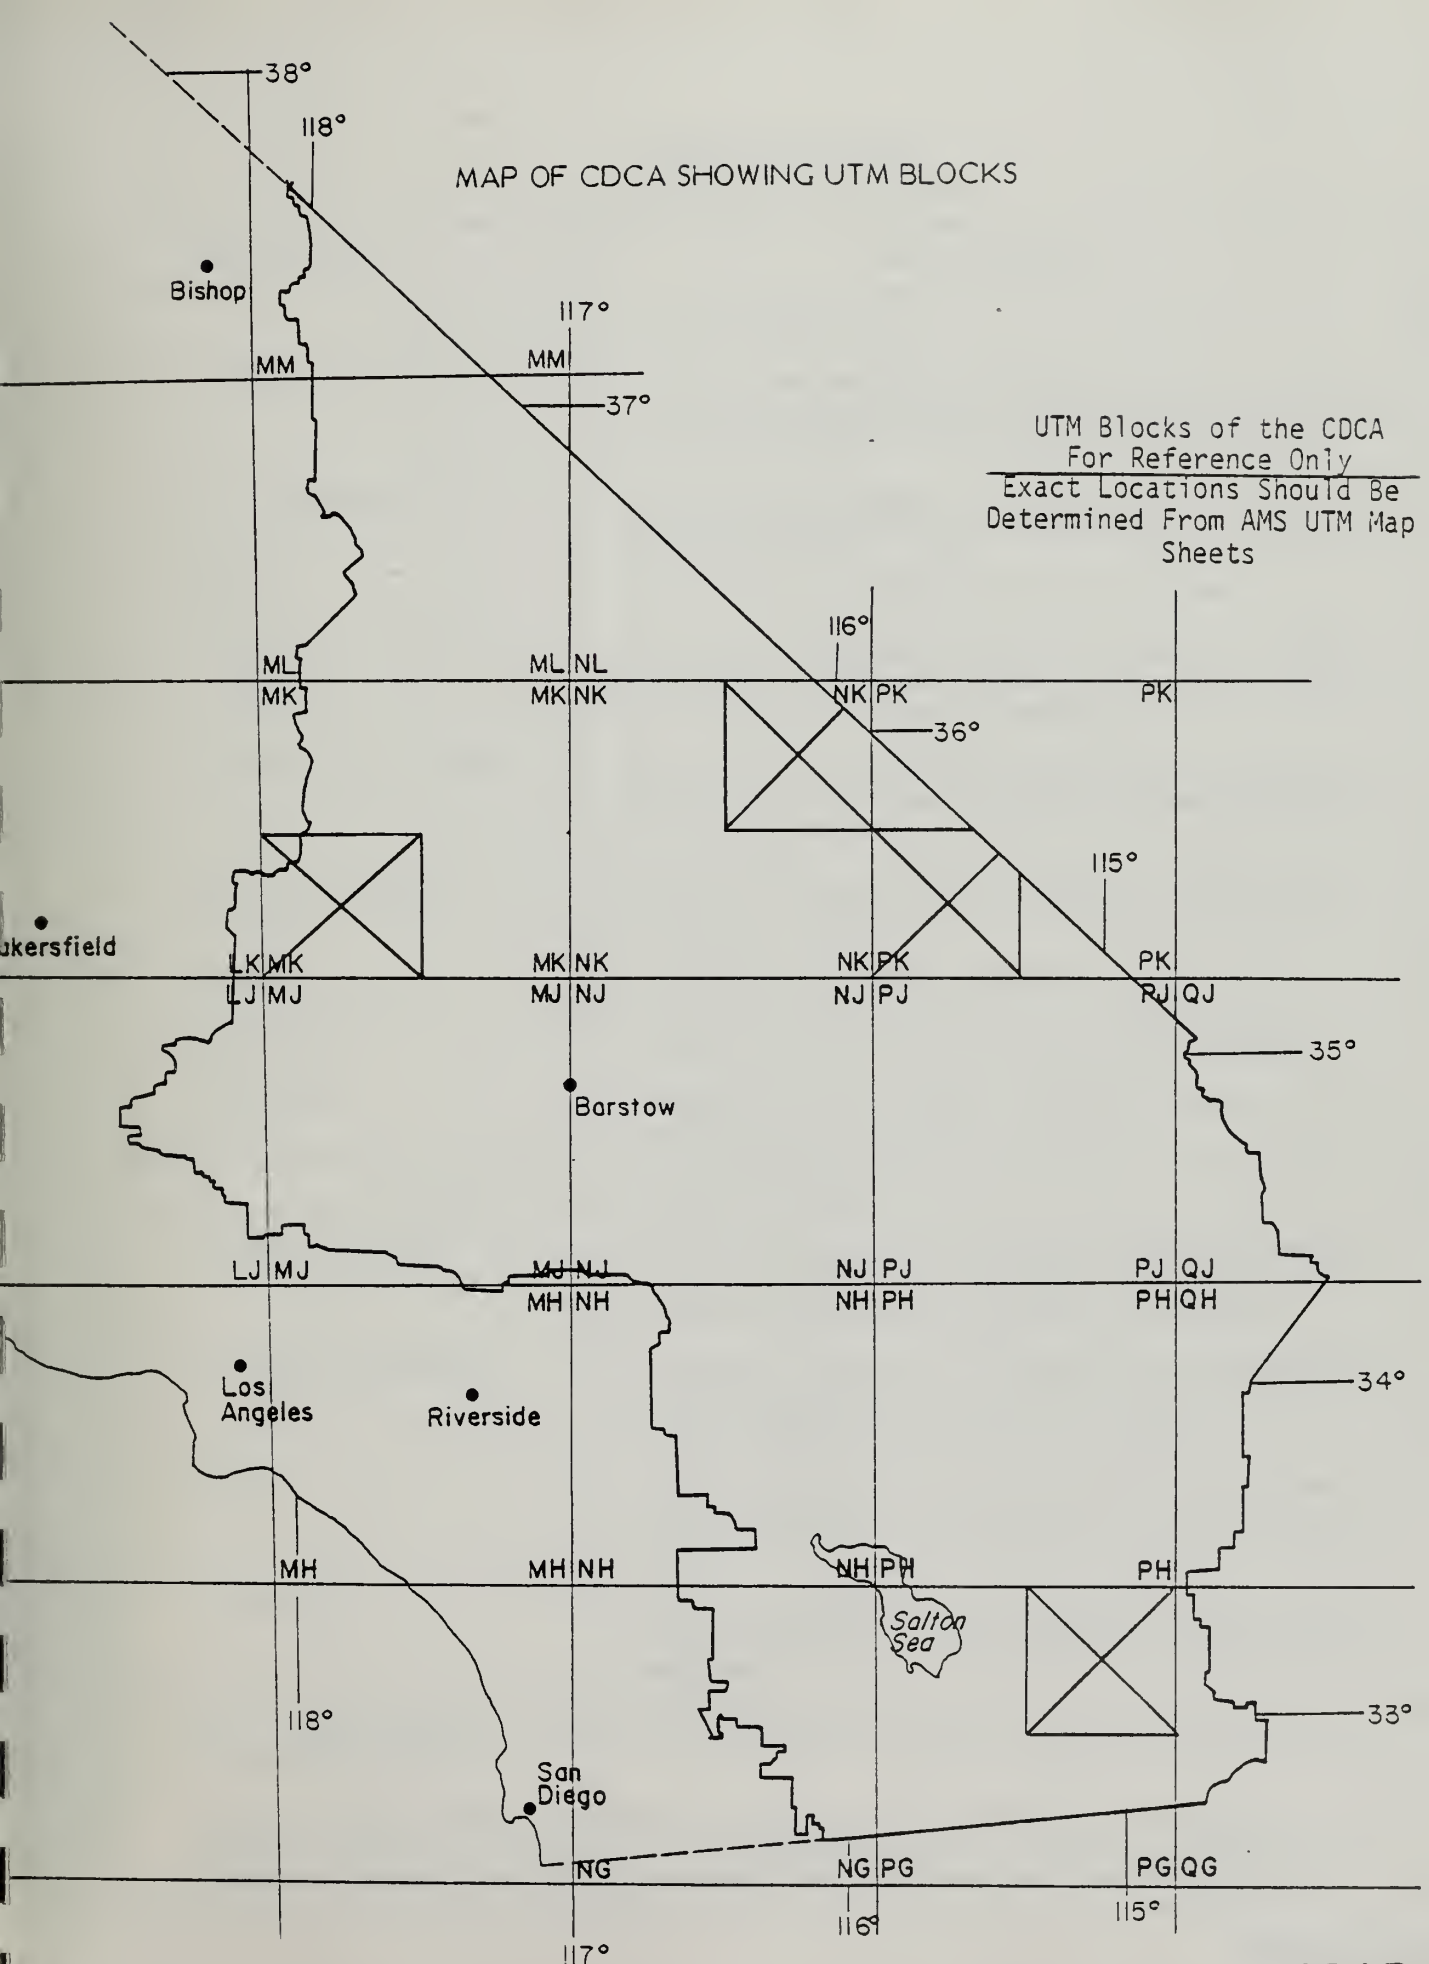 38°
118°
MAP OF CDCA SHOWING UTM BLOCKS
Bishop
117°
MM
MM
37°
UTM Blocks of the CDCA
For Reference Only
Exact Locations Should Be
Determined From AMS UTM Map
Sheets
116°
ML
ML NL
MK
MK NK
NK PK
PK
36°
115°
akersfield
LK MK
MK NK
NK PK
PK
LJ MJ
MJ NJ
NJ PJ
PJ QJ
35°
Barstow
LJ MJ
MJ NJ
NJ PJ
PJ QJ
MH NH
NH PH
PH QH
34°
Los
Angeles
Riverside
MH
MH NH
NH PH
PH
Salton
Sea
118°
33°
San
Diego
NG
NG PG
PG QG
116°
115°
117°